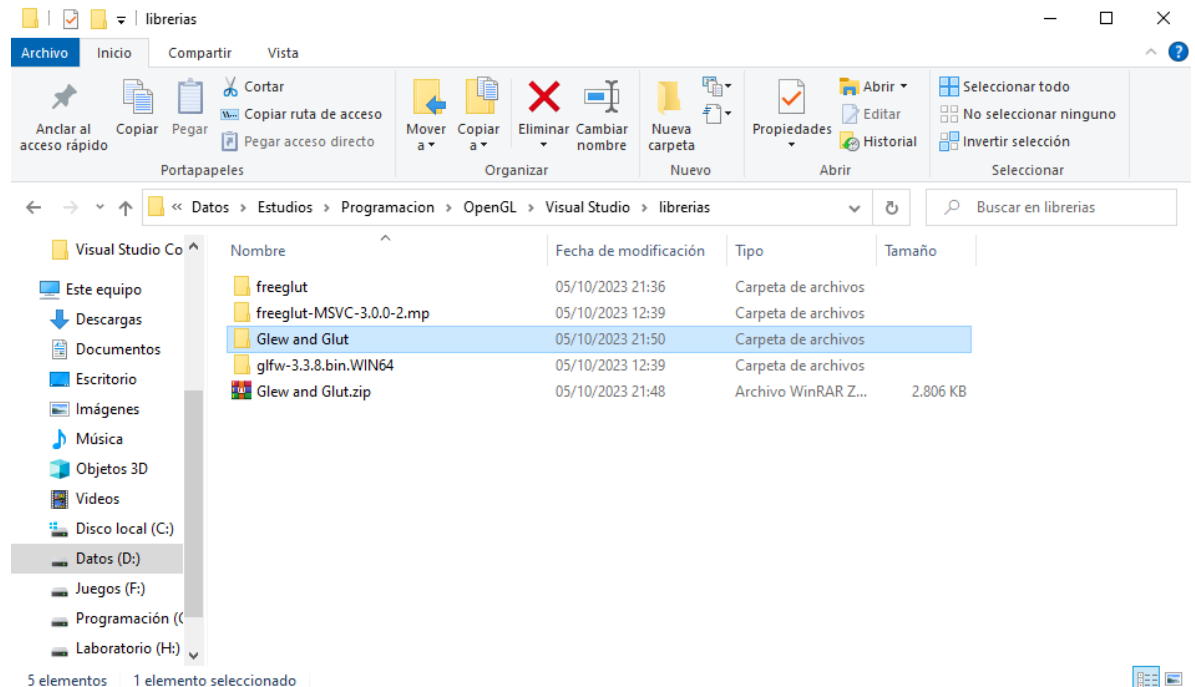 librerias
Archivo Inicio Compartir Vista
Anclar al acceso rápido
Copiar
Pegar
Cortar
Copiar ruta de acceso
Pegar acceso directo
Portapapeles
Mover a
Copiar a
Eliminar
Cambiar nombre
Organizar
Nueva carpeta
Nuevo
Propiedades
Abrir
Editar
Historial
Abrir
Seleccionar todo
No seleccionar ninguno
Invertir selección
Seleccionar
« Datos > Estudios > Programacion > OpenGL > Visual Studio > librerias
Buscar en librerias
Visual Studio Co
Este equipo
Descargas
Documentos
Escritorio
Imágenes
Música
Objetos 3D
Videos
Disco local (C:)
Datos (D:)
Juegos (F:)
Programación (
Laboratorio (H:)
Nombre Fecha de modificación Tipo Tamaño
freeglut 05/10/2023 21:36 Carpeta de archivos
freeglut-MSVC-3.0.0-2.mp 05/10/2023 12:39 Carpeta de archivos
Glew and Glut 05/10/2023 21:50 Carpeta de archivos
glfw-3.3.8.bin.WIN64 05/10/2023 12:39 Carpeta de archivos
Glew and Glut.zip 05/10/2023 21:48 Archivo WinRAR Z... 2.806 KB
5 elementos 1 elemento seleccionado